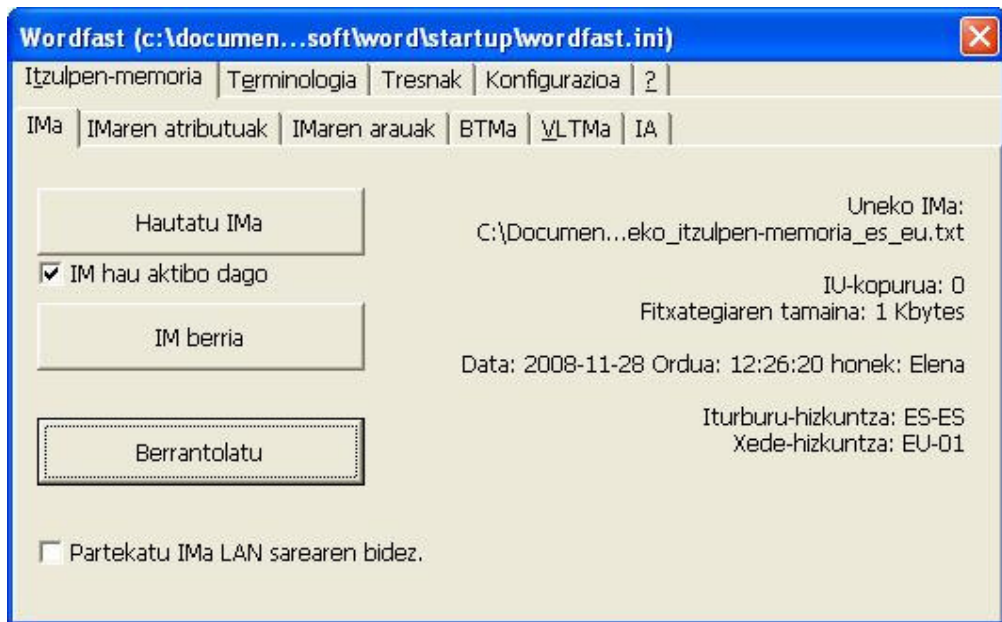 Wordfast (c:\documen...soft\word\startup\wordfast.ini)
Itzulpen-memoria Terminologia Tresnak Konfigurazioa ?
IMa IMaren atributuak IMaren arauak BTMa VLTMa IA
Hautatu IMa
IM hau aktibo dago
IM berria
Berrantolatu
Partekatu IMa LAN sarearen bidez.
Uneko IMa:
C:\Documen...eko_itzulpen-memoria_es_eu.txt
IU-kopurua: 0
Fitxategiaren tamaina: 1 Kbytes
Data: 2008-11-28 Ordua: 12:26:20 honek: Elena
Iturburu-hizkuntza: ES-ES
Xede-hizkuntza: EU-01